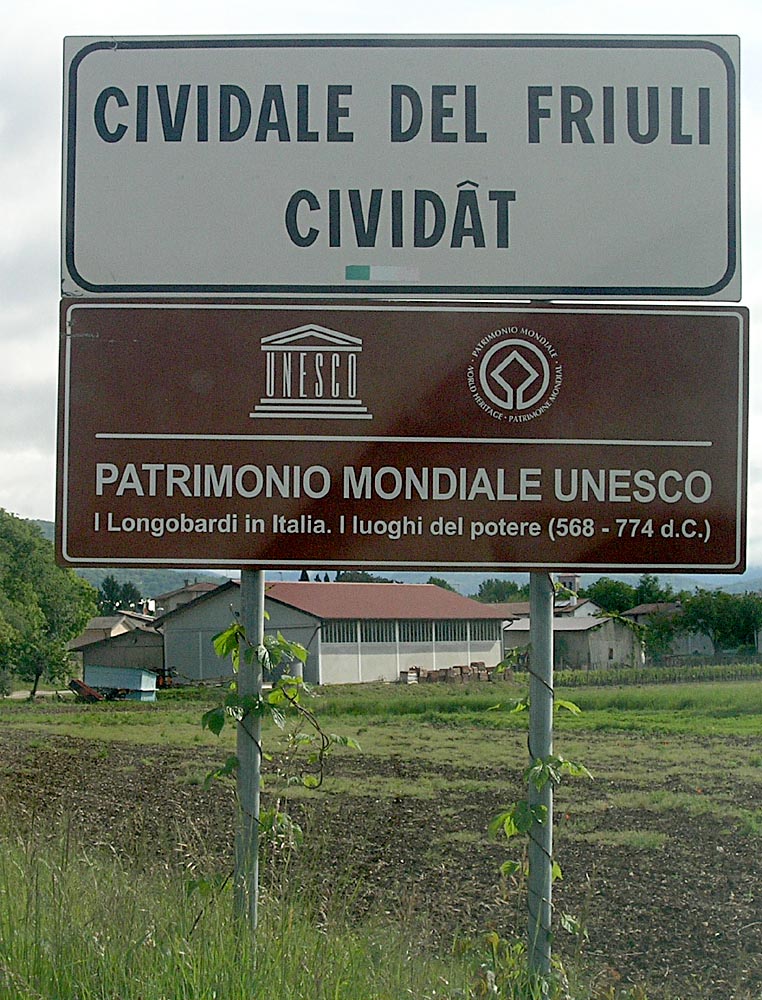 CIVIDALE DEL FRIULI
CIVIDÂT
UNESCO
· PATRIMONIO MONDIALE · WORLD HERITAGE · PATRIMOINE MONDIAL
PATRIMONIO MONDIALE UNESCO
I Longobardi in Italia. I luoghi del potere (568 - 774 d.C.)